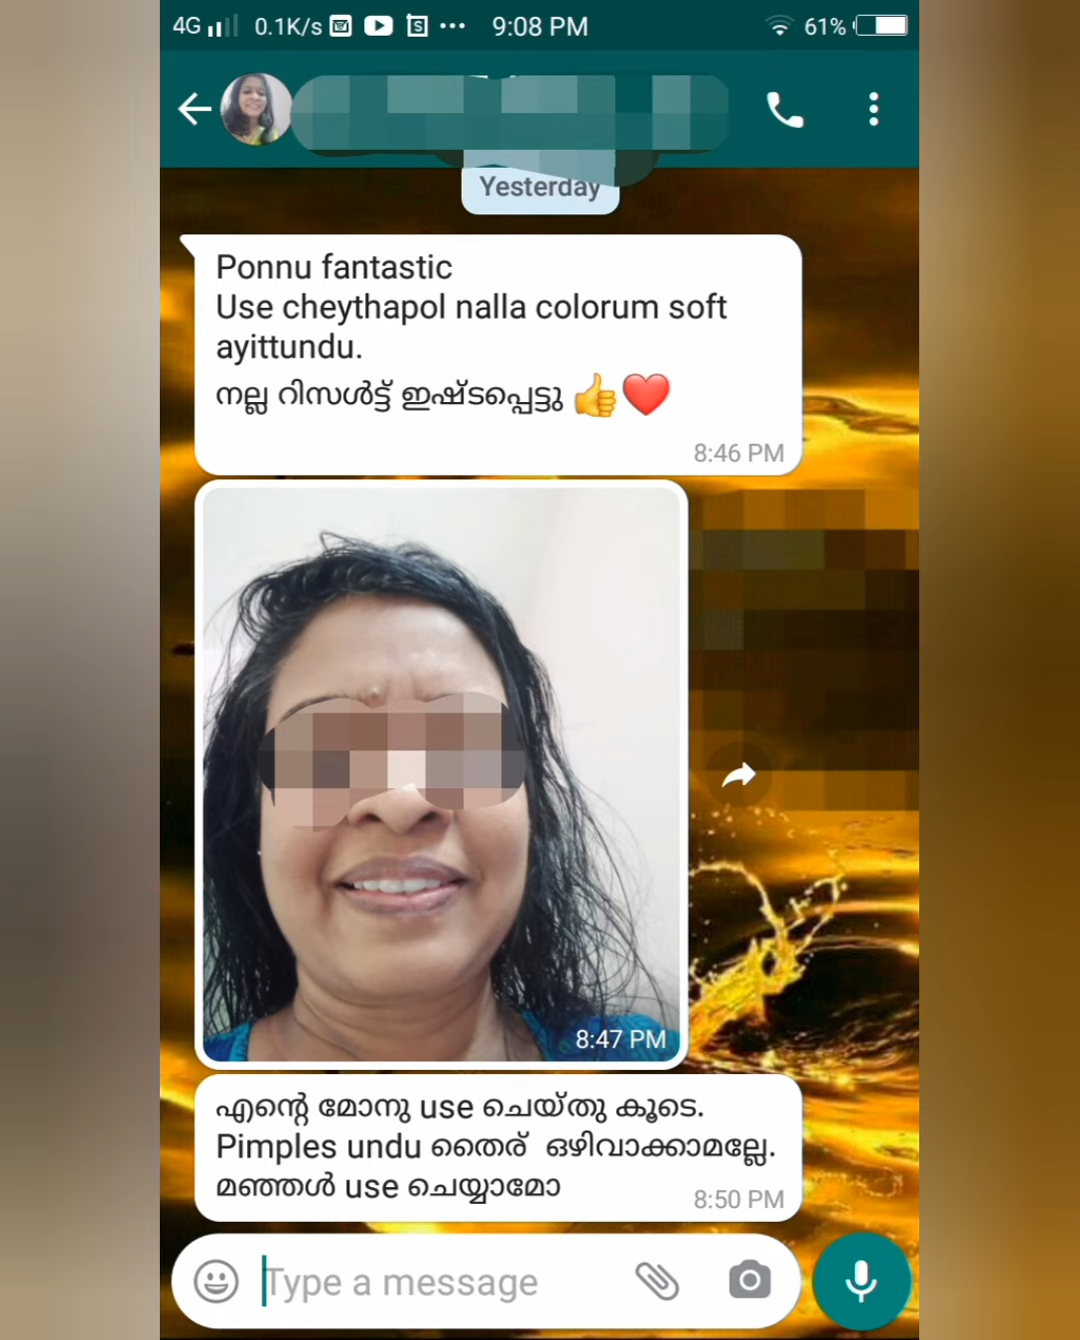 4G 0.1K/s 9:08 PM 61%
Yesterday
Ponnu fantastic
Use cheythapol nalla colorum soft
ayittundu.
നല്ല റിസൾട്ട് ഇഷ്ടപ്പെട്ടു 👍❤️
8:46 PM
8:47 PM
എന്റെ മോനു use ചെയ്തു കൂടെ.
Pimples undu തൈര് ഒഴിവാക്കാമല്ലേ.
മഞ്ഞൾ use ചെയ്യാമോ
8:50 PM
Type a message